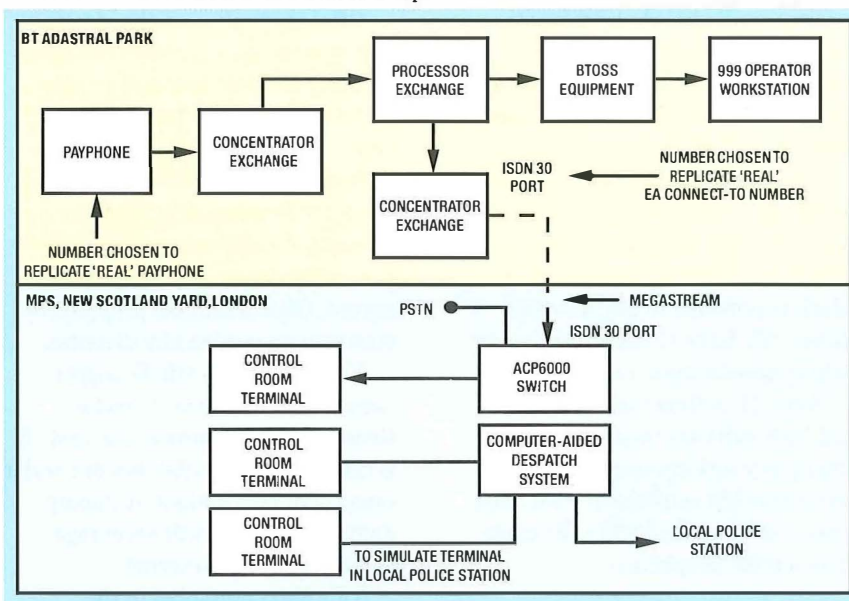 BT ADASTRAL PARK
PAYPHONE
CONCENTRATOR
EXCHANGE
PROCESSOR
EXCHANGE
BTOSS
EQUIPMENT
999 OPERATOR
WORKSTATION
CONCENTRATOR
EXCHANGE
ISDN 30
PORT
NUMBER CHOSEN TO
REPLICATE 'REAL'
EA CONNECT-TO NUMBER
NUMBER CHOSEN TO
REPLICATE 'REAL' PAYPHONE
MPS, NEW SCOTLAND YARD, LONDON
PSTN
MEGASTREAM
ISDN 30 PORT
CONTROL
ROOM
TERMINAL
ACP6000
SWITCH
CONTROL
ROOM
TERMINAL
COMPUTER-AIDED
DESPATCH
SYSTEM
CONTROL
ROOM
TERMINAL
TO SIMULATE TERMINAL
IN LOCAL POLICE STATION
LOCAL POLICE
STATION